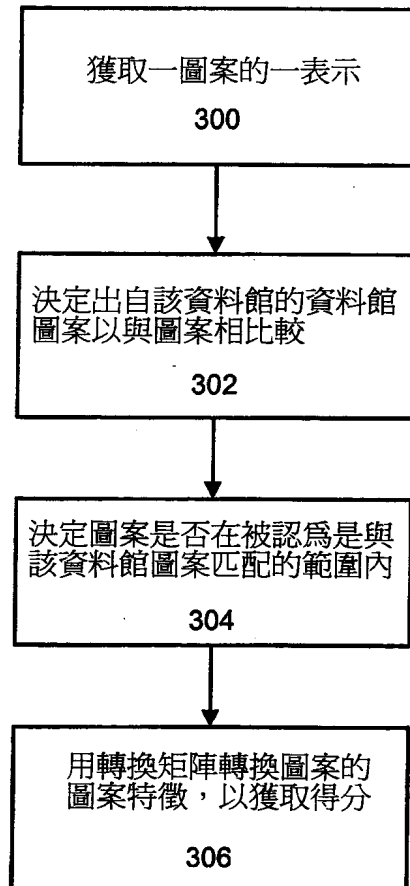 獲取一圖案的一表示
300
決定出自該資料館的資料館
圖案以與圖案相比較
302
決定圖案是否在被認爲是與
該資料館圖案匹配的範圍內
304
用轉換矩陣轉換圖案的
圖案特徵，以獲取得分
306